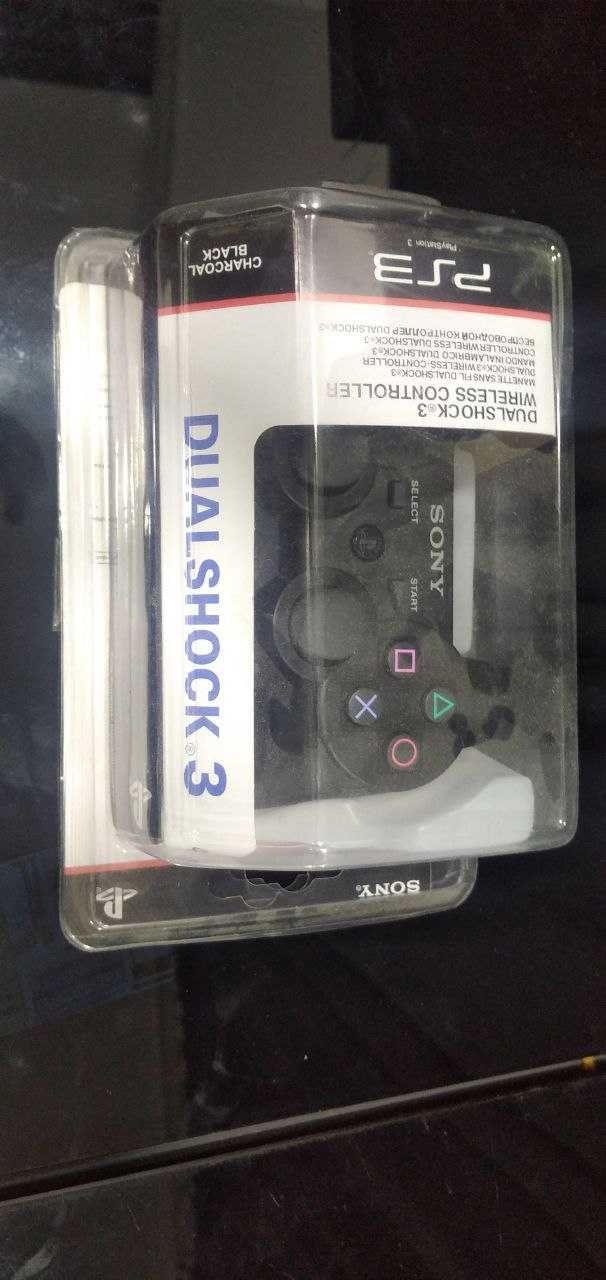 PS3
PlayStation 3
CHARCOAL
BLACK
DUALSHOCK®3
WIRELESS CONTROLLER
MANETTE SANS FIL DUALSHOCK®3
DUALSHOCK®3 WIRELESS-CONTROLLER
MANDO INALÁMBRICO DUALSHOCK®3
CONTROLLER WIRELESS DUALSHOCK®3
БЕСПРОВОДНОЙ КОНТРОЛЛЕР DUALSHOCK®3
DUALSHOCK®3
SONY
SELECT
START
SONY®